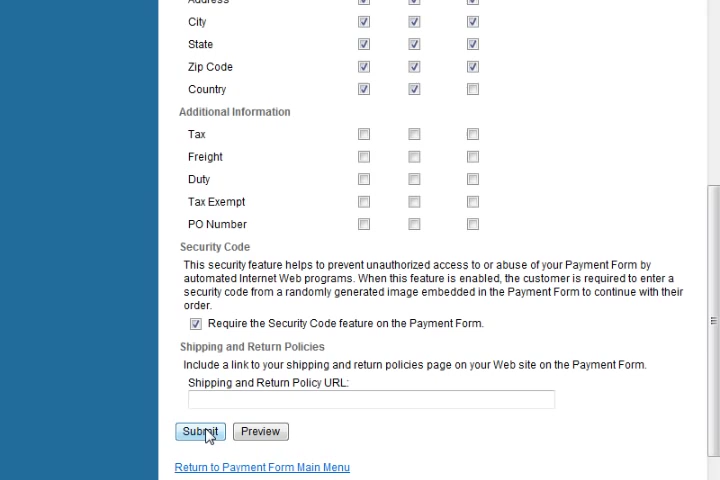 Address
City
State
Zip Code
Country
Additional Information
Tax
Freight
Duty
Tax Exempt
PO Number
Security Code
This security feature helps to prevent unauthorized access to or abuse of your Payment Form by
automated Internet Web programs. When this feature is enabled, the customer is required to enter a
security code from a randomly generated image embedded in the Payment Form to continue with their
order.
Require the Security Code feature on the Payment Form.
Shipping and Return Policies
Include a link to your shipping and return policies page on your Web site on the Payment Form.
Shipping and Return Policy URL:
Submit Preview
Return to Payment Form Main Menu